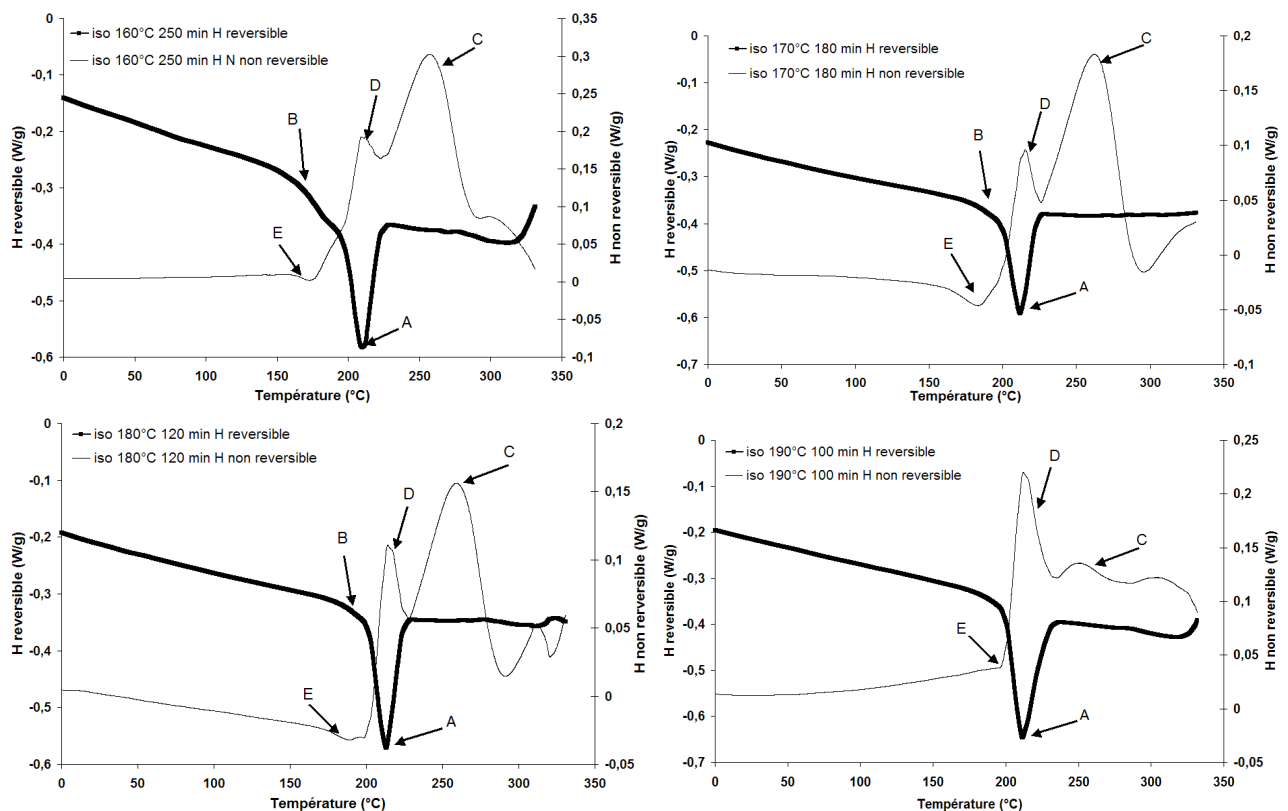 iso 160°C 250 min H reversible
iso 160°C 250 min H N non reversible
H reversible (W/g)
0
-0,1
-0,2
-0,3
-0,4
-0,5
-0,6
0,35
0,3
0,25
0,2
0,15
0,1
0,05
0
-0,05
-0,1
H non reversible (W/g)
A
B
C
D
E
0 50 100 150 200 250 300 350
Température (°C)
iso 170°C 180 min H reversible
iso 170°C 180 min H non reversible
H reversible (W/g)
0
-0,1
-0,2
-0,3
-0,4
-0,5
-0,6
-0,7
0,2
0,15
0,1
0,05
0
-0,05
-0,1
H non reversible (W/g)
A
B
C
D
E
0 50 100 150 200 250 300 350
Température (°C)
iso 180°C 120 min H reversible
iso 180°C 120 min H non reversible
H reversible (W/g)
0
-0,1
-0,2
-0,3
-0,4
-0,5
-0,6
0,2
0,15
0,1
0,05
0
-0,05
H non reversible (W/g)
A
B
C
D
E
0 50 100 150 200 250 300 350
Température (°C)
iso 190°C 100 min H reversible
iso 190°C 100 min H non reversible
H reversible (W/g)
0
-0,1
-0,2
-0,3
-0,4
-0,5
-0,6
-0,7
0,25
0,2
0,15
0,1
0,05
0
-0,05
H non reversible (W/g)
A
C
D
E
0 50 100 150 200 250 300 350
Température (°C)